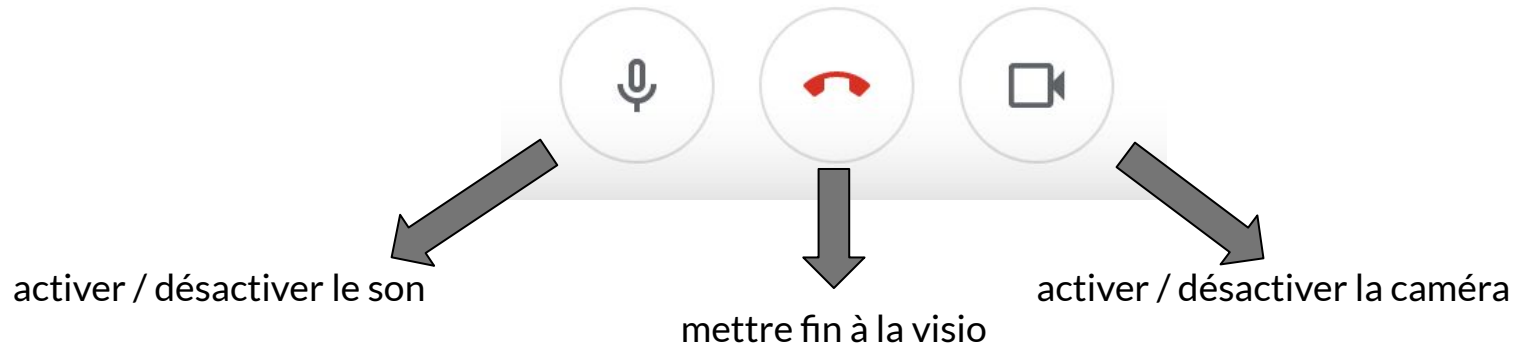 activer / désactiver le son
mettre fin à la visio
activer / désactiver la caméra